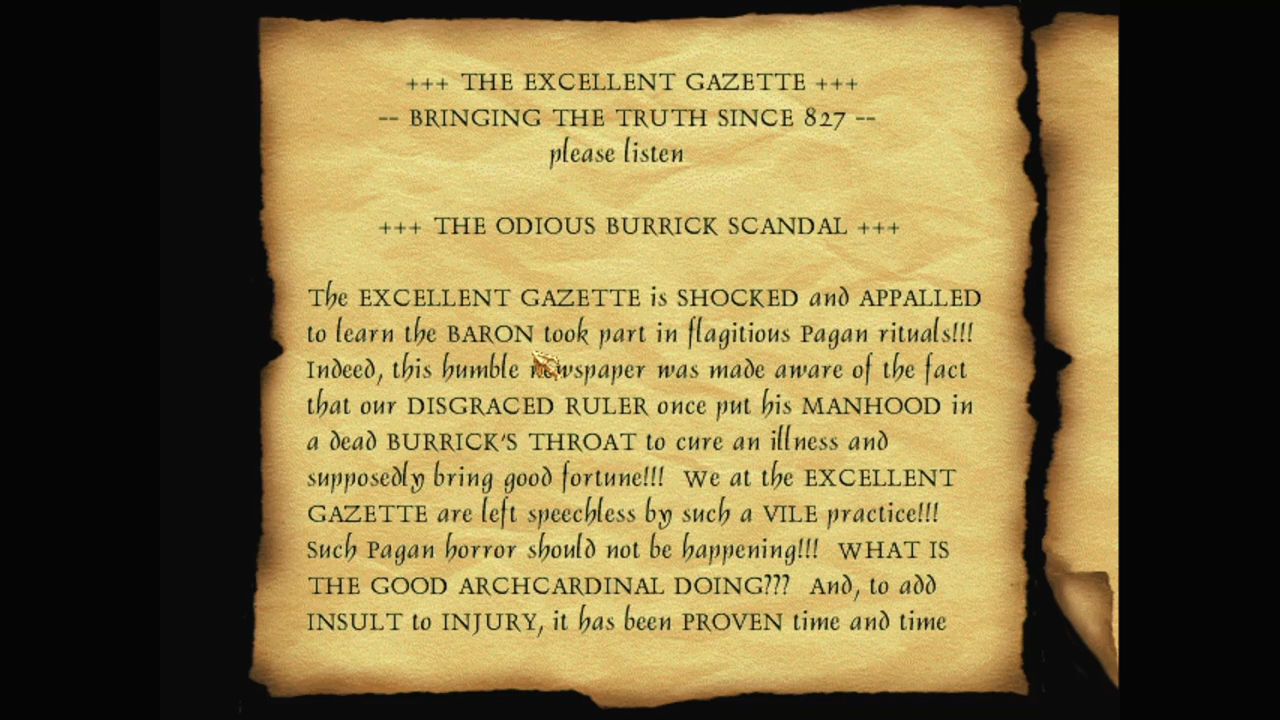 +++ THE EXCELLENT GAZETTE +++
-- BRINGING THE TRUTH SINCE 827 --
please listen
+++ THE ODIOUS BURRICK SCANDAL +++
The EXCELLENT GAZETTE is SHOCKED and APPALLED
to learn the BARON took part in flagitious Pagan rituals!!!
Indeed, this humble newspaper was made aware of the fact
that our DISGRACED RULER once put his MANHOOD in
a dead BURRICK'S THROAT to cure an illness and
supposedly bring good fortune!!! We at the EXCELLENT
GAZETTE are left speechless by such a VILE practice!!!
Such Pagan horror should not be happening!!! WHAT IS
THE GOOD ARCHCARDINAL DOING??? And, to add
INSULT to INJURY, it has been PROVEN time and time